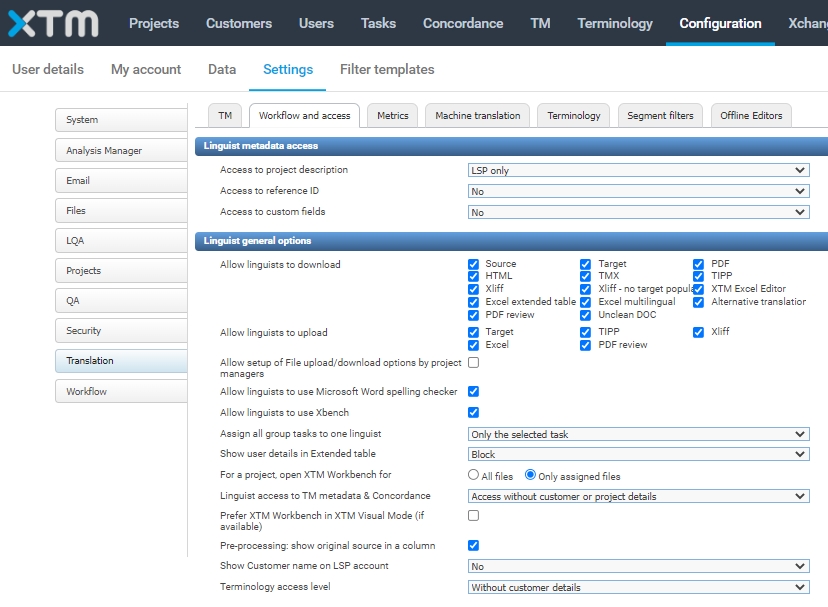 XTM Projects Customers Users Tasks Concordance TM Terminology Configuration Xchan
User details My account Data Settings Filter templates
System
Analysis Manager
Email
Files
LQA
Projects
QA
Security
Translation
Workflow
TM Workflow and access Metrics Machine translation Terminology Segment filters Offline Editors
Linguist metadata access
Access to project description LSP only
Access to reference ID No
Access to custom fields No
Linguist general options
Allow linguists to download Source Target PDF
HTML TMX TIPP
Xliff Xliff - no target popula XTM Excel Editor
Excel extended table Excel multilingual Alternative translation
PDF review Unclean DOC
Allow linguists to upload Target TIPP Xliff
Excel PDF review
Allow setup of File upload/download options by project
managers
Allow linguists to use Microsoft Word spelling checker
Allow linguists to use Xbench
Assign all group tasks to one linguist Only the selected task
Show user details in Extended table Block
For a project, open XTM Workbench for All files Only assigned files
Linguist access to TM metadata & Concordance Access without customer or project details
Prefer XTM Workbench in XTM Visual Mode (if
available)
Pre-processing: show original source in a column
Show Customer name on LSP account No
Terminology access level Without customer details